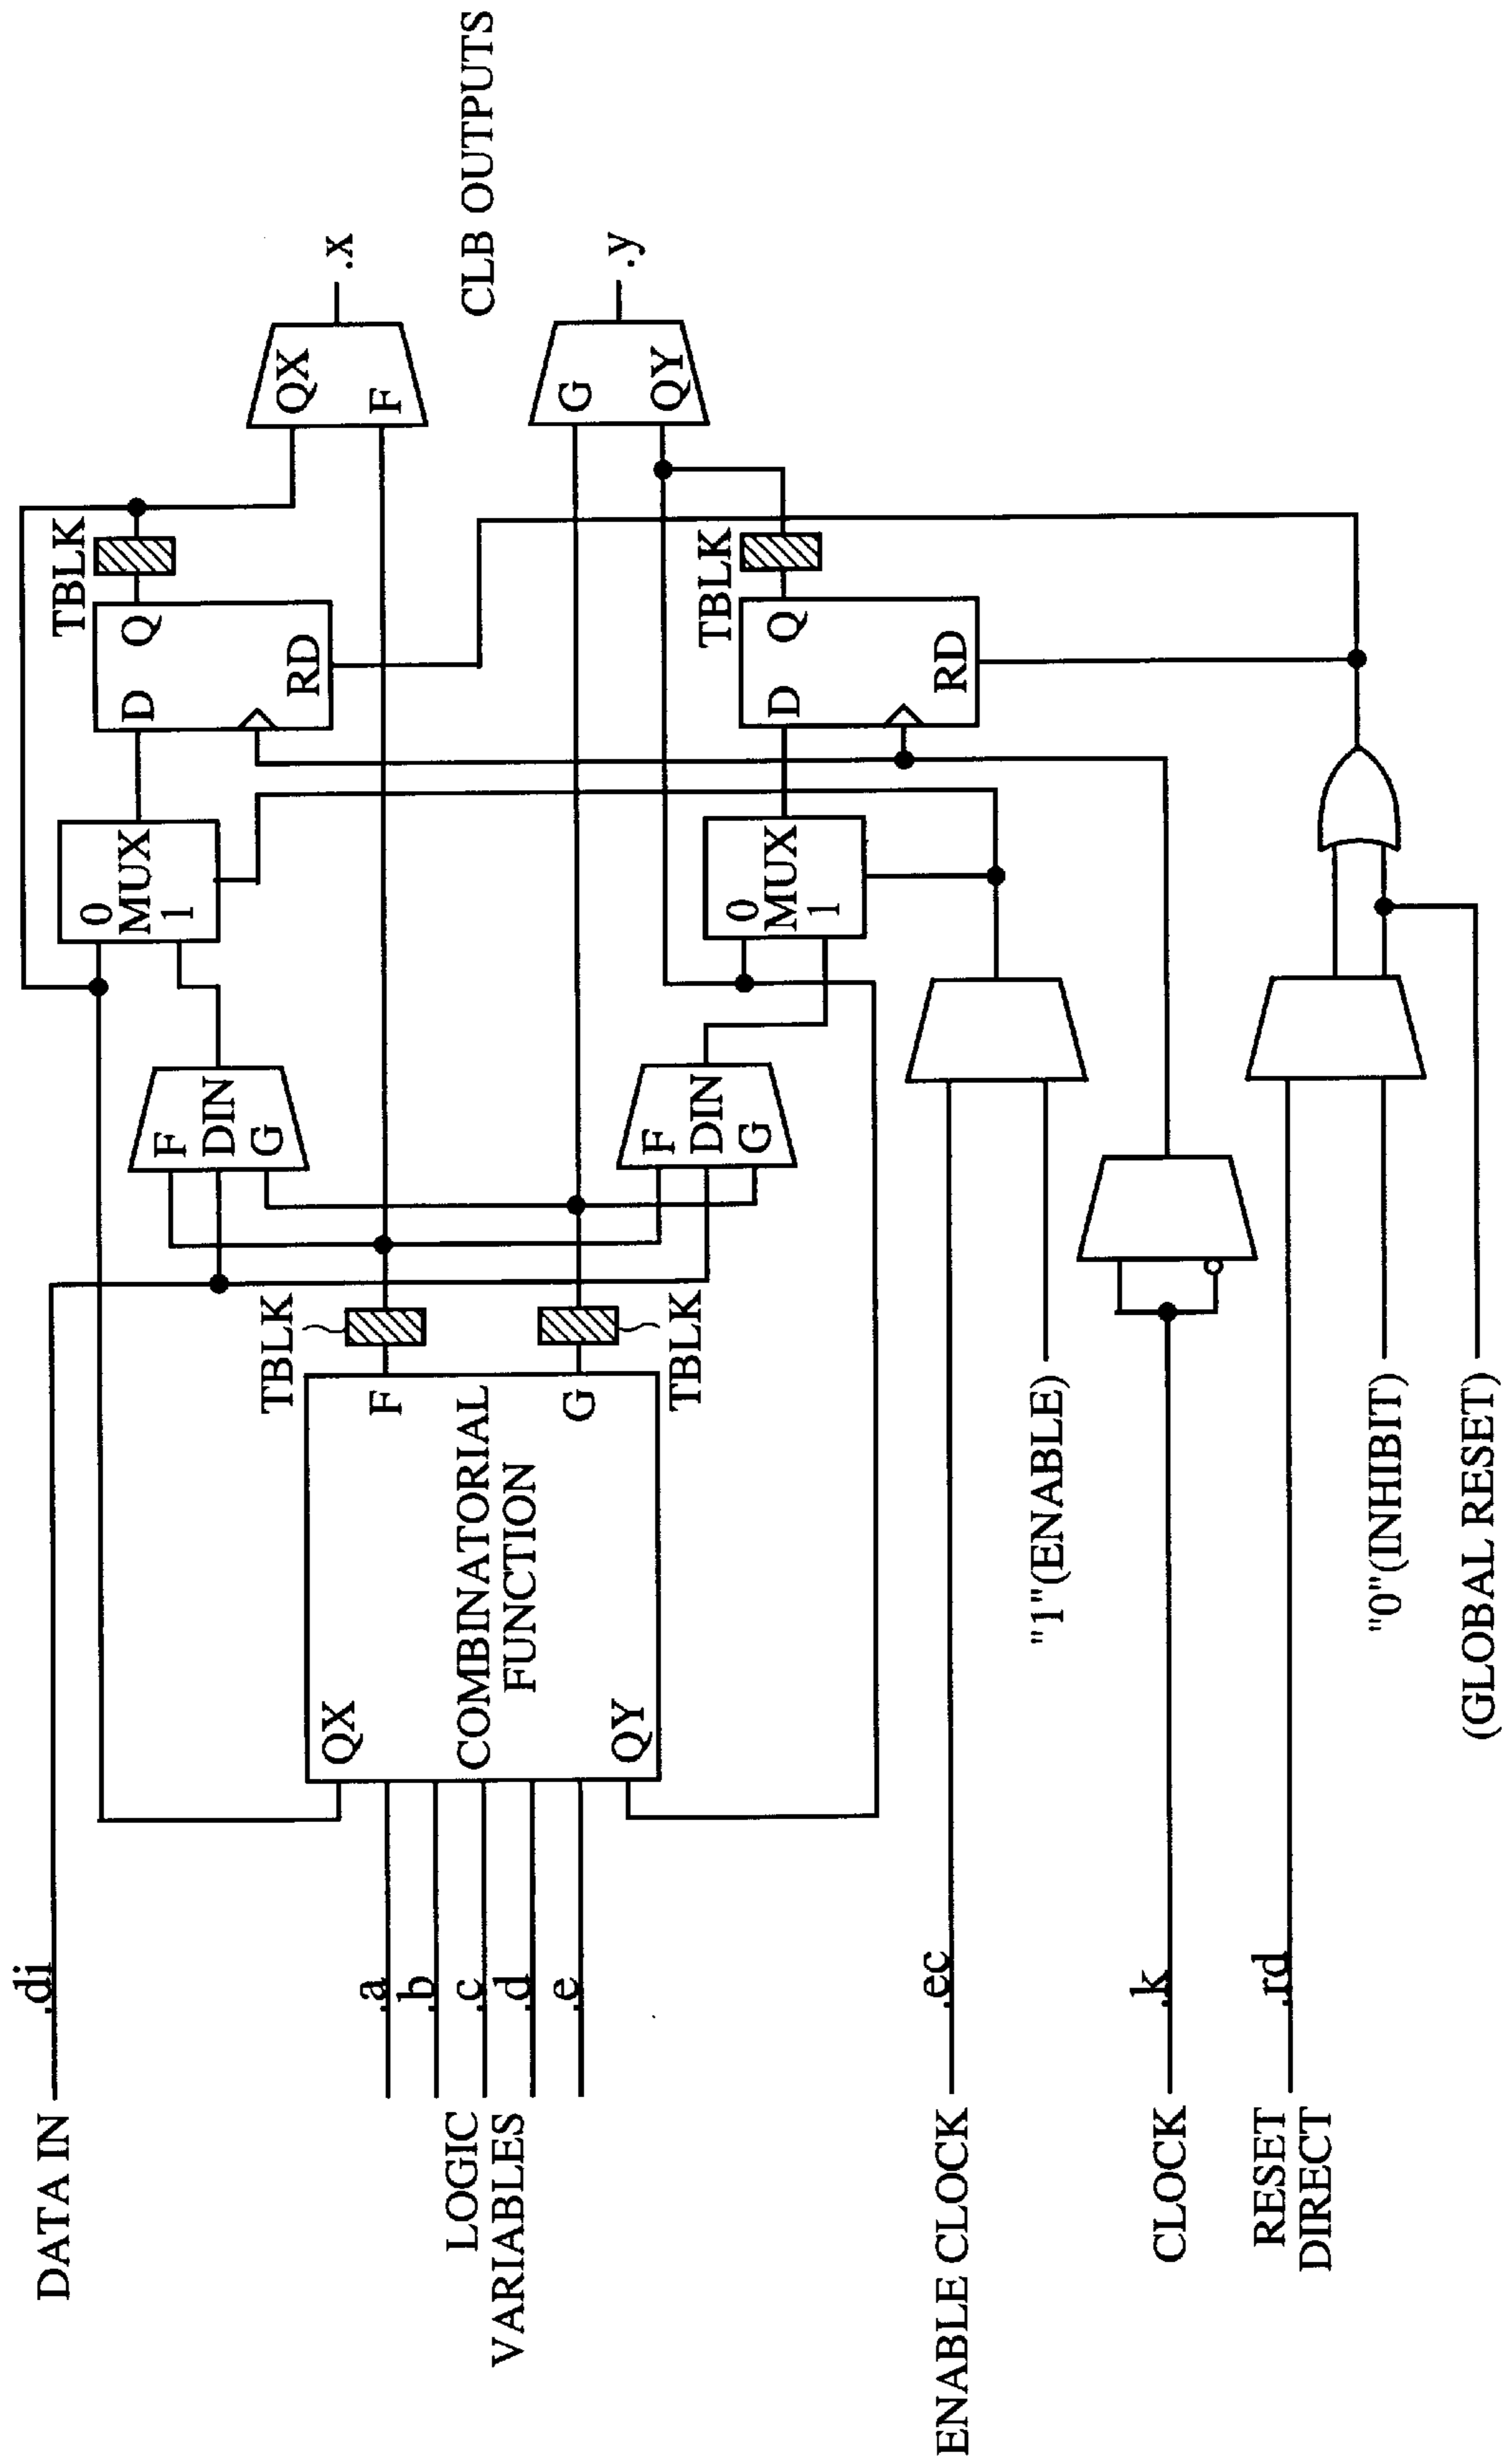 DATA IN
.di
LOGIC
VARIABLES
.a
.b
.c
.d
.e
QX
COMBINATORIAL
FUNCTION
QY
F
G
TBLK
TBLK
F
DIN
G
0
MUX
1
D
Q
RD
TBLK
QX
F
.x
CLB OUTPUTS
F
DIN
G
0
MUX
1
D
Q
RD
TBLK
G
QY
.y
ENABLE CLOCK
.ec
"1"(ENABLE)
CLOCK
.k
RESET
DIRECT
.rd
"0"(INHIBIT)
(GLOBAL RESET)